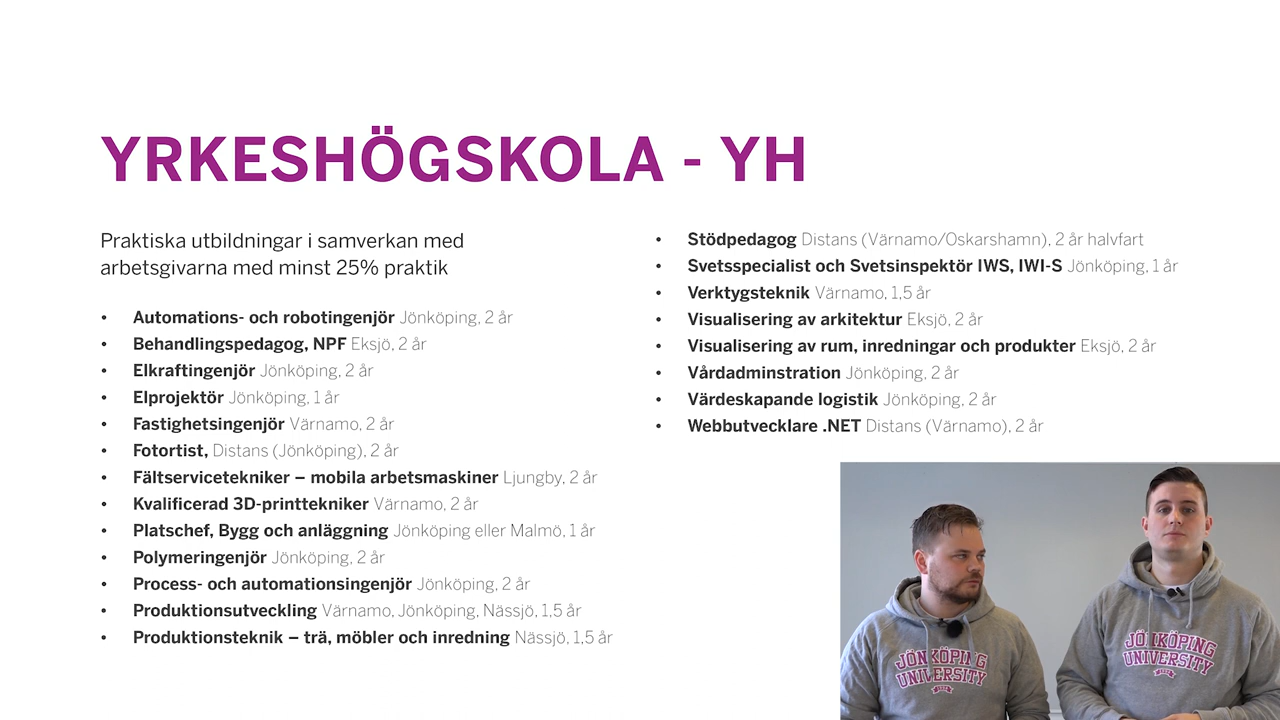 YRKESHÖGSKOLA - YH
Praktiska utbildningar i samverkan med
arbetsgivarna med minst 25% praktik
• Automations- och robotingenjör Jönköping, 2 år
• Behandlingspedagog, NPF Eksjö, 2 år
• Elkraftingenjör Jönköping, 2 år
• Elprojektör Jönköping, 1 år
• Fastighetsingenjör Värnamo, 2 år
• Fotortist, Distans (Jönköping), 2 år
• Fältservicetekniker – mobila arbetsmaskiner Ljungby, 2 år
• Kvalificerad 3D-printtekniker Värnamo, 2 år
• Platschef, Bygg och anläggning Jönköping eller Malmö, 1 år
• Polymeringenjör Jönköping, 2 år
• Process- och automationsingenjör Jönköping, 2 år
• Produktionsutveckling Värnamo, Jönköping, Nässjö, 1,5 år
• Produktionsteknik – trä, möbler och inredning Nässjö, 1,5 år
• Stödpedagog Distans (Värnamo/Oskarshamn), 2 år halvfart
• Svetsspecialist och Svetsinspektör IWS, IWI-S Jönköping, 1 år
• Verktygsteknik Värnamo, 1,5 år
• Visualisering av arkitektur Eksjö, 2 år
• Visualisering av rum, inredningar och produkter Eksjö, 2 år
• Vårdadminstration Jönköping, 2 år
• Värdeskapande logistik Jönköping, 2 år
• Webbutvecklare .NET Distans (Värnamo), 2 år
JÖNKÖPING
UNIVERSITY
JÖNKÖPING
UNIVERSITY